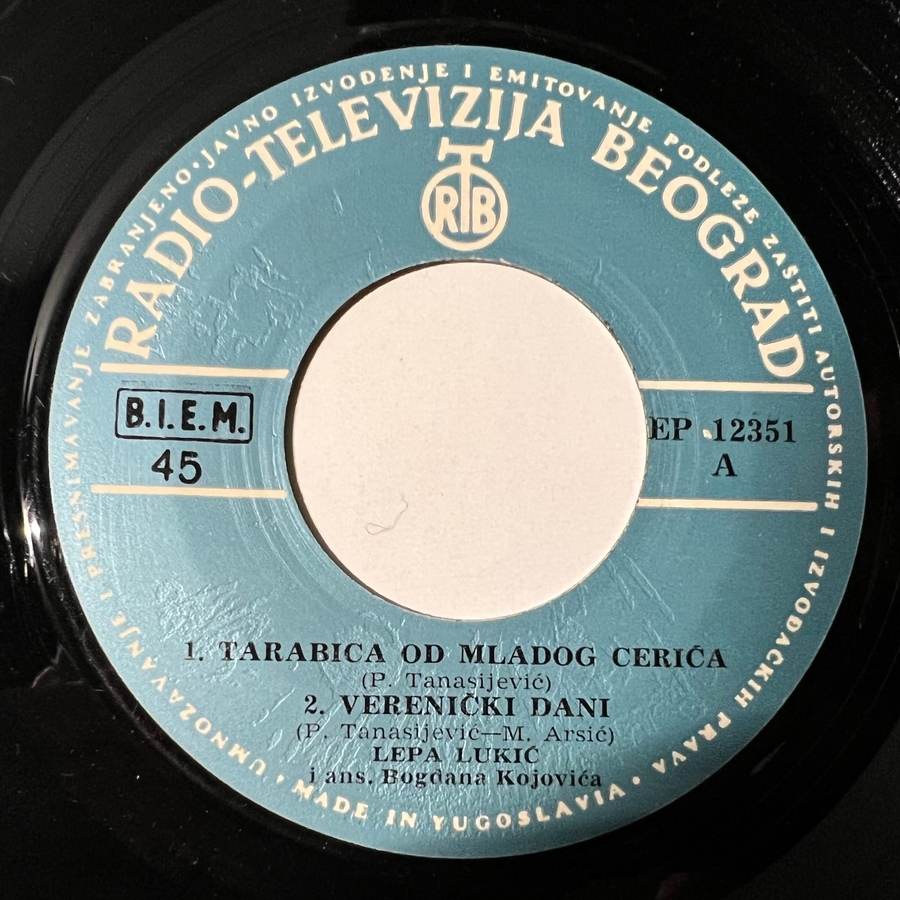 UMNOŽAVANJE I PRESNIMAVANJE ZABRANJENO · JAVNO IZVOĐENJE I EMITOVANJE PODLEŽE ZAŠTITI AUTORSKIH I IZVOĐAČKIH PRAVA · MADE IN YUGOSLAVIA ·
RADIO-TELEVIZIJA BEOGRAD
RTB
B.I.E.M.
45
EP 12351
A
1. TARABICA OD MLADOG CERIĆA
(P. Tanasijević)
2. VERENIČKI DANI
(P. Tanasijević—M. Arsić)
LEPA LUKIĆ
i ans. Bogdana Kojovića